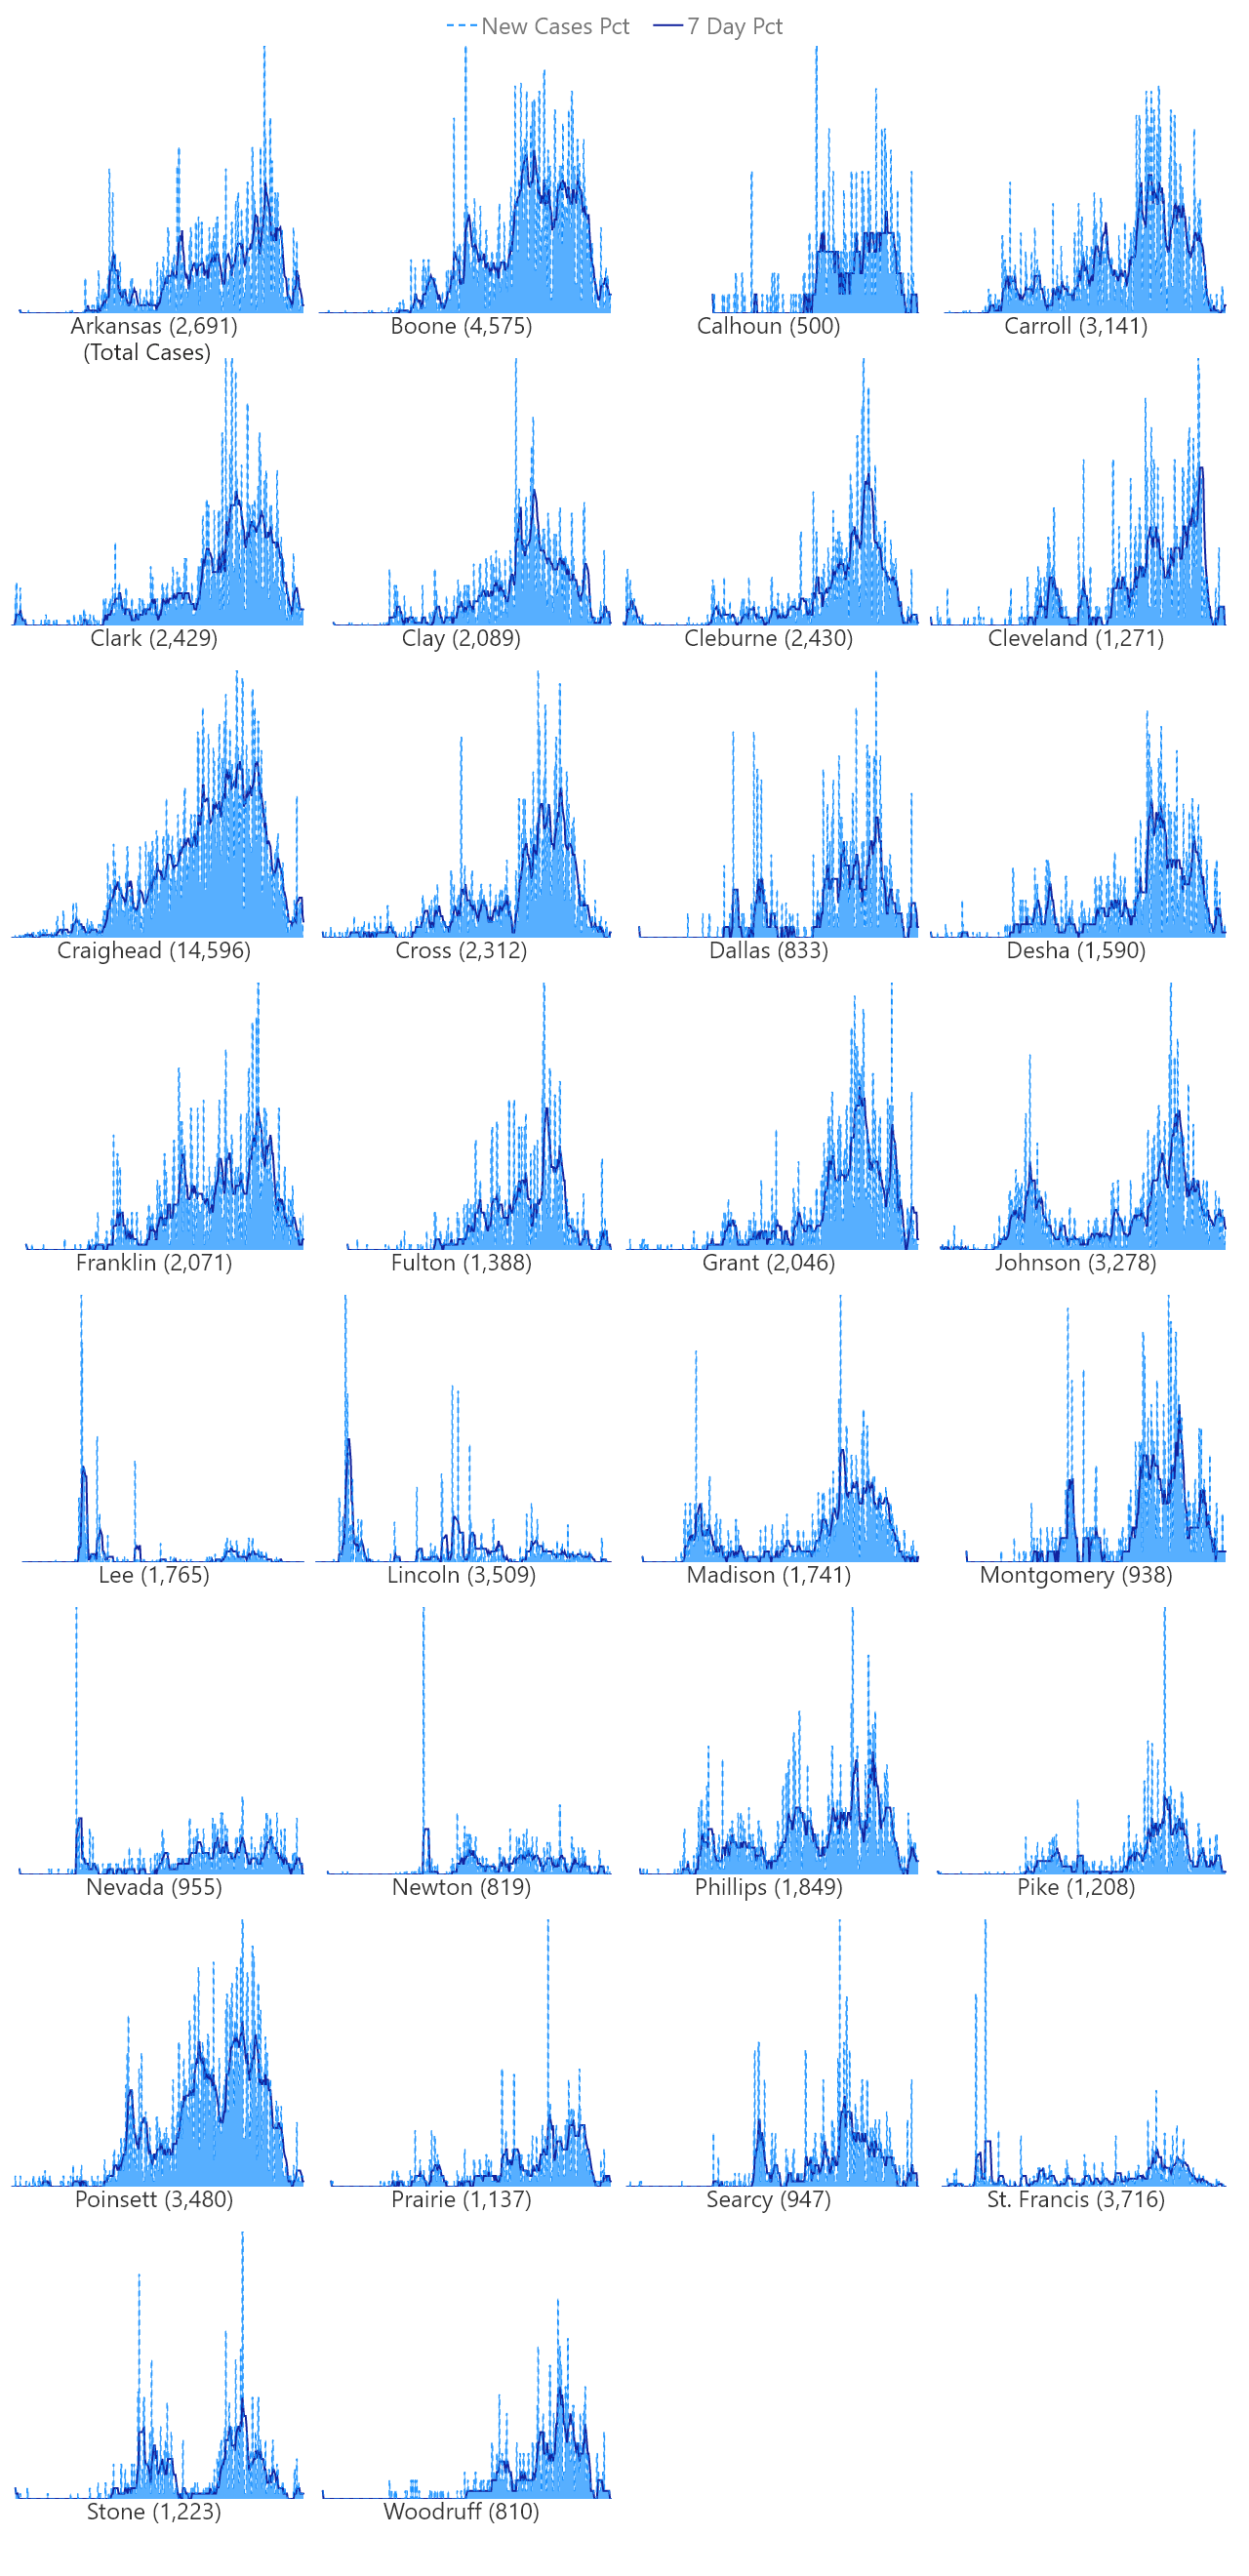 New Cases Pct 7 Day Pct
Arkansas (2,691) Boone (4,575) Calhoun (500) Carroll (3,141)
(Total Cases)
Clark (2,429) Clay (2,089) Cleburne (2,430) Cleveland (1,271)
Craighead (14,596) Cross (2,312) Dallas (833) Desha (1,590)
Franklin (2,071) Fulton (1,388) Grant (2,046) Johnson (3,278)
Lee (1,765) Lincoln (3,509) Madison (1,741) Montgomery (938)
Nevada (955) Newton (819) Phillips (1,849) Pike (1,208)
Poinsett (3,480) Prairie (1,137) Searcy (947) St. Francis (3,716)
Stone (1,223) Woodruff (810)